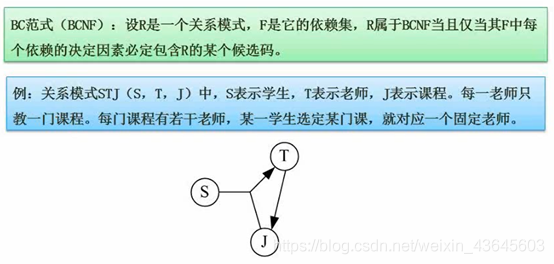 BC范式（BCNF）：设R是一个关系模式，F是它的依赖集，R属于BCNF当且仅当其F中每
个依赖的决定因素必定包含R的某个候选码。
例：关系模式STJ（S，T，J）中，S表示学生，T表示老师，J表示课程。每一老师只
教一门课程。每门课程有若干老师，某一学生选定某门课，就对应一个固定老师。
T
S
J
https://blog.csdn.net/weixin_43645603